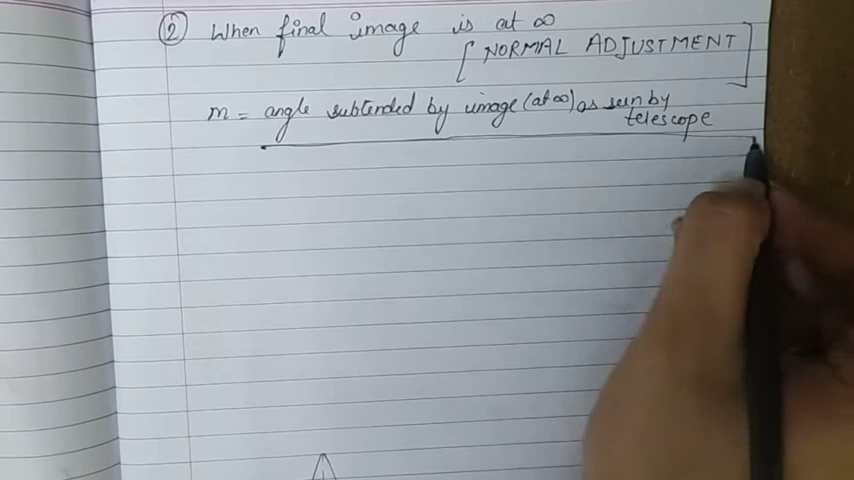 ② When final image is at ∞
[NORMAL ADJUSTMENT]
m = angle subtended by image (at ∞) as seen by
telescope